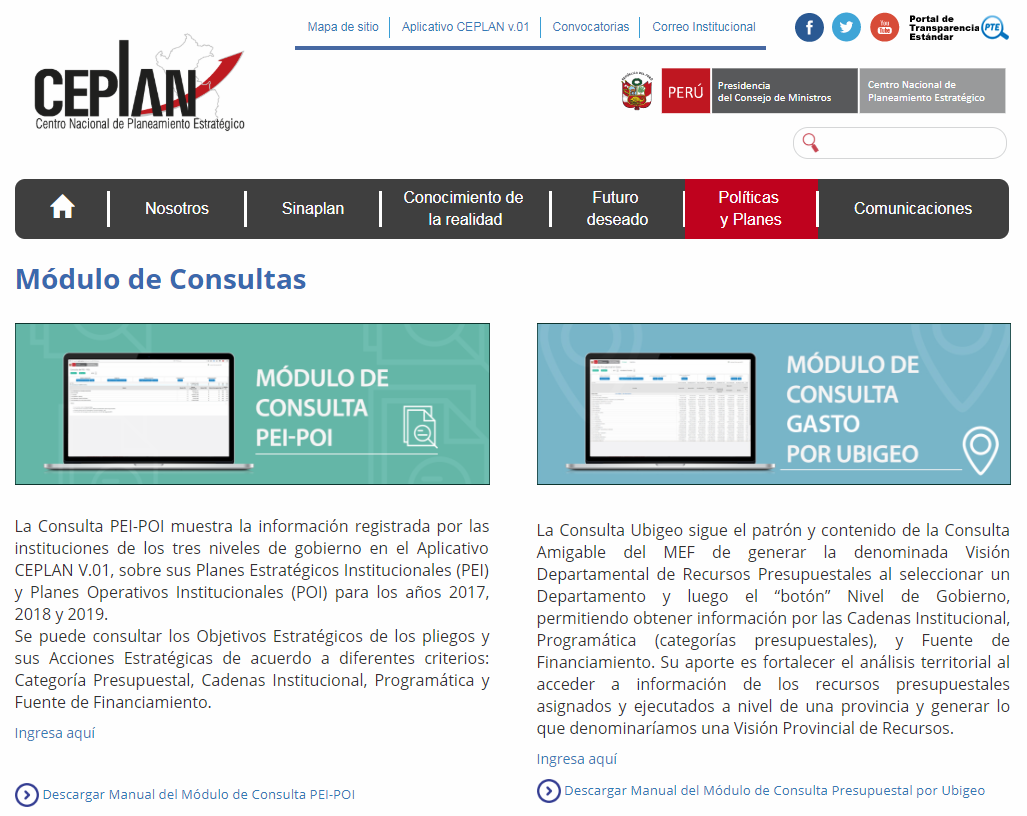 Mapa de sitio
Aplicativo CEPLAN v.01
Convocatorias
Correo Institucional
You
Tube
Portal de
Transparencia
Estándar
PTE
CEPLAN
Centro Nacional de Planeamiento Estratégico
PERÚ
Presidencia
del Consejo de Ministros
Centro Nacional de
Planeamiento Estratégico
Nosotros
Sinaplan
Conocimiento de
la realidad
Futuro
deseado
Políticas
y Planes
Comunicaciones
Módulo de Consultas
MÓDULO DE
CONSULTA
PEI-POI
La Consulta PEI-POI muestra la información registrada por las
instituciones de los tres niveles de gobierno en el Aplicativo
CEPLAN V.01, sobre sus Planes Estratégicos Institucionales (PEI)
y Planes Operativos Institucionales (POI) para los años 2017,
2018 y 2019.
Se puede consultar los Objetivos Estratégicos de los pliegos y
sus Acciones Estratégicas de acuerdo a diferentes criterios:
Categoría Presupuestal, Cadenas Institucional, Programática y
Fuente de Financiamiento.
Ingresa aquí
Descargar Manual del Módulo de Consulta PEI-POI
MÓDULO DE
CONSULTA
GASTO
POR UBIGEO
La Consulta Ubigeo sigue el patrón y contenido de la Consulta
Amigable del MEF de generar la denominada Visión
Departamental de Recursos Presupuestales al seleccionar un
Departamento y luego el “botón” Nivel de Gobierno,
permitiendo obtener información por las Cadenas Institucional,
Programática (categorías presupuestales), y Fuente de
Financiamiento. Su aporte es fortalecer el análisis territorial al
acceder a información de los recursos presupuestales
asignados y ejecutados a nivel de una provincia y generar lo
que denominaríamos una Visión Provincial de Recursos.
Ingresa aquí
Descargar Manual del Módulo de Consulta Presupuestal por Ubigeo